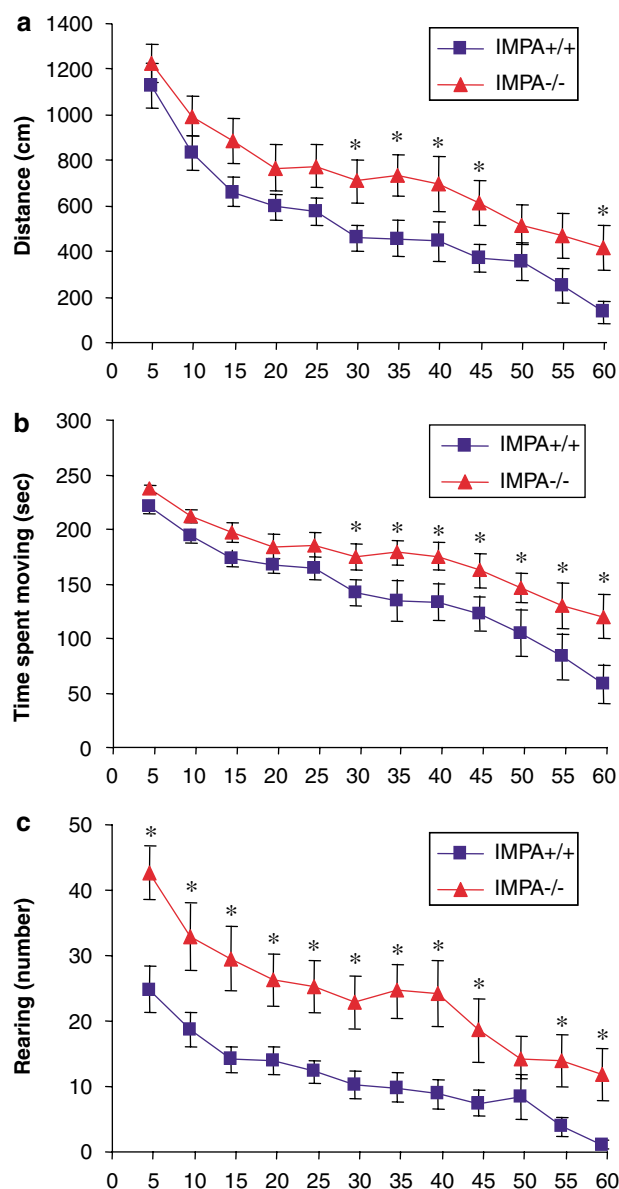 a
1400
IMPA+/+
1200
IMPA-/-
1000
800
* * * * *
600
400
200
0
Distance (cm)
0 5 10 15 20 25 30 35 40 45 50 55 60
b
300
IMPA+/+
250
IMPA-/-
200
* * * * * * *
150
100
50
0
Time spent moving (sec)
0 5 10 15 20 25 30 35 40 45 50 55 60
c
50
IMPA+/+
40
IMPA-/-
* * * * * * * * * * *
30
20
10
0
Rearing (number)
0 5 10 15 20 25 30 35 40 45 50 55 60